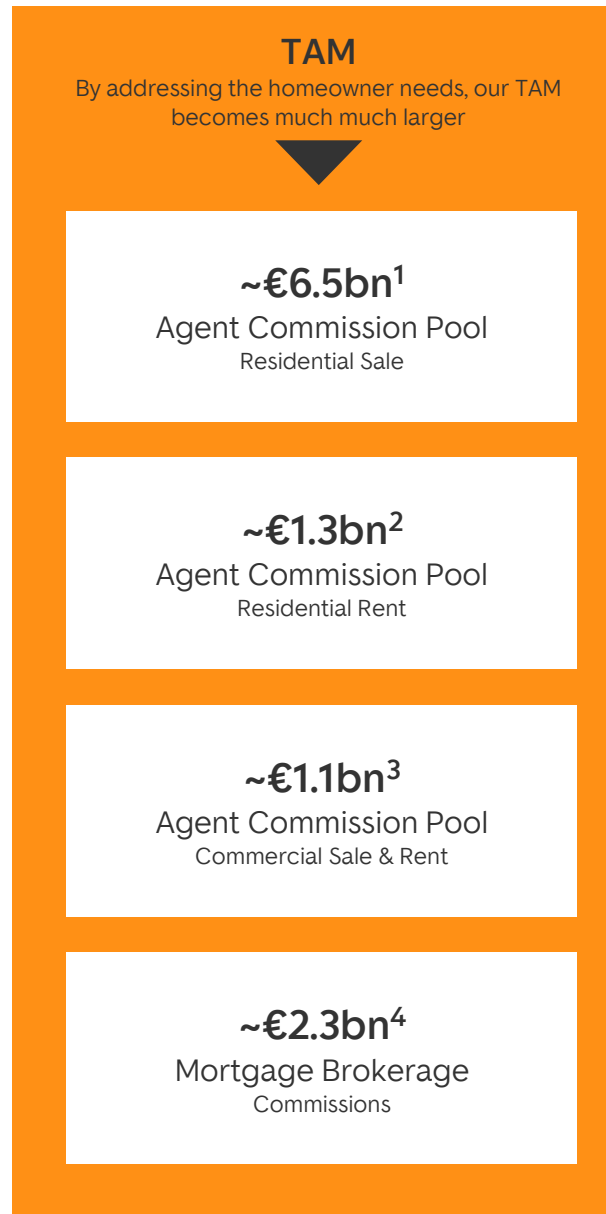 TAM
By addressing the homeowner needs, our TAM
becomes much much larger
~€6.5bn¹
Agent Commission Pool
Residential Sale
~€1.3bn²
Agent Commission Pool
Residential Rent
~€1.1bn³
Agent Commission Pool
Commercial Sale & Rent
~€2.3bn⁴
Mortgage Brokerage
Commissions